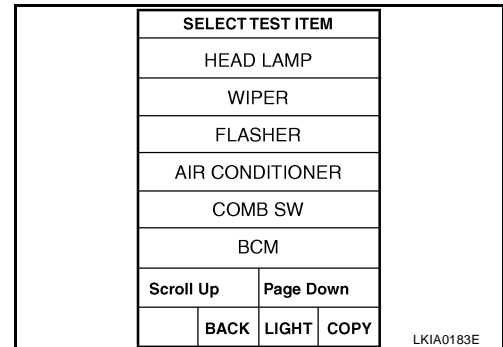 SELECT TEST ITEM
HEAD LAMP
WIPER
FLASHER
AIR CONDITIONER
COMB SW
BCM
Scroll Up Page Down
BACK LIGHT COPY
LKIA0183E